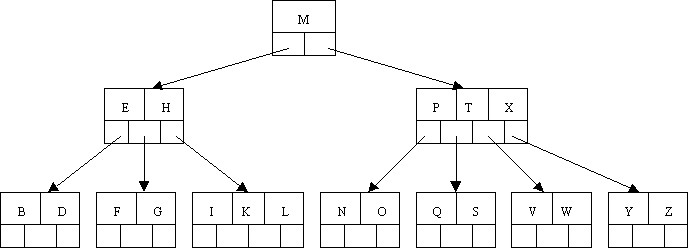 M
E H P T X
B D F G I K L N O Q S V W Y Z